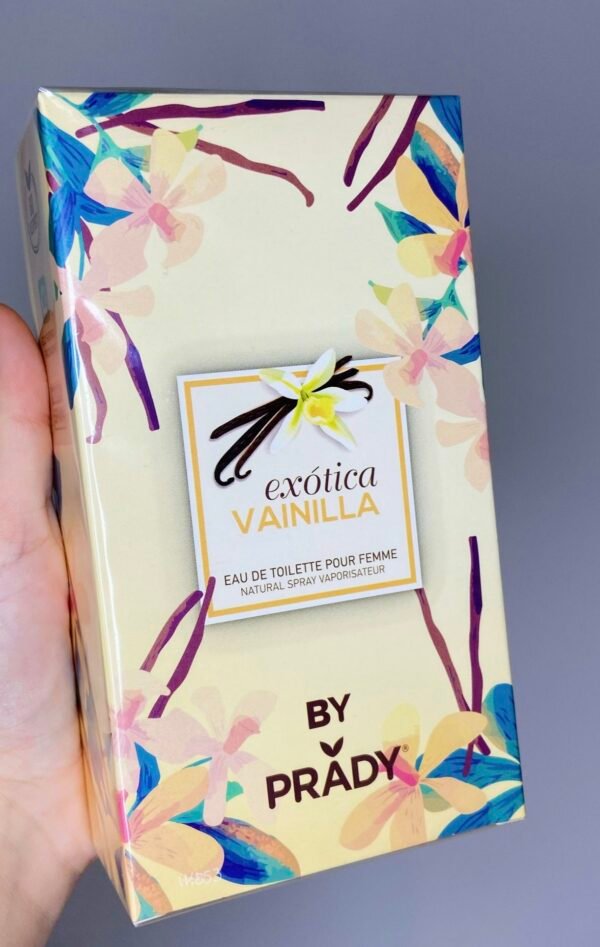 exótica
VAINILLA
EAU DE TOILETTE POUR FEMME
NATURAL SPRAY VAPORISATEUR
BY
PRADY®